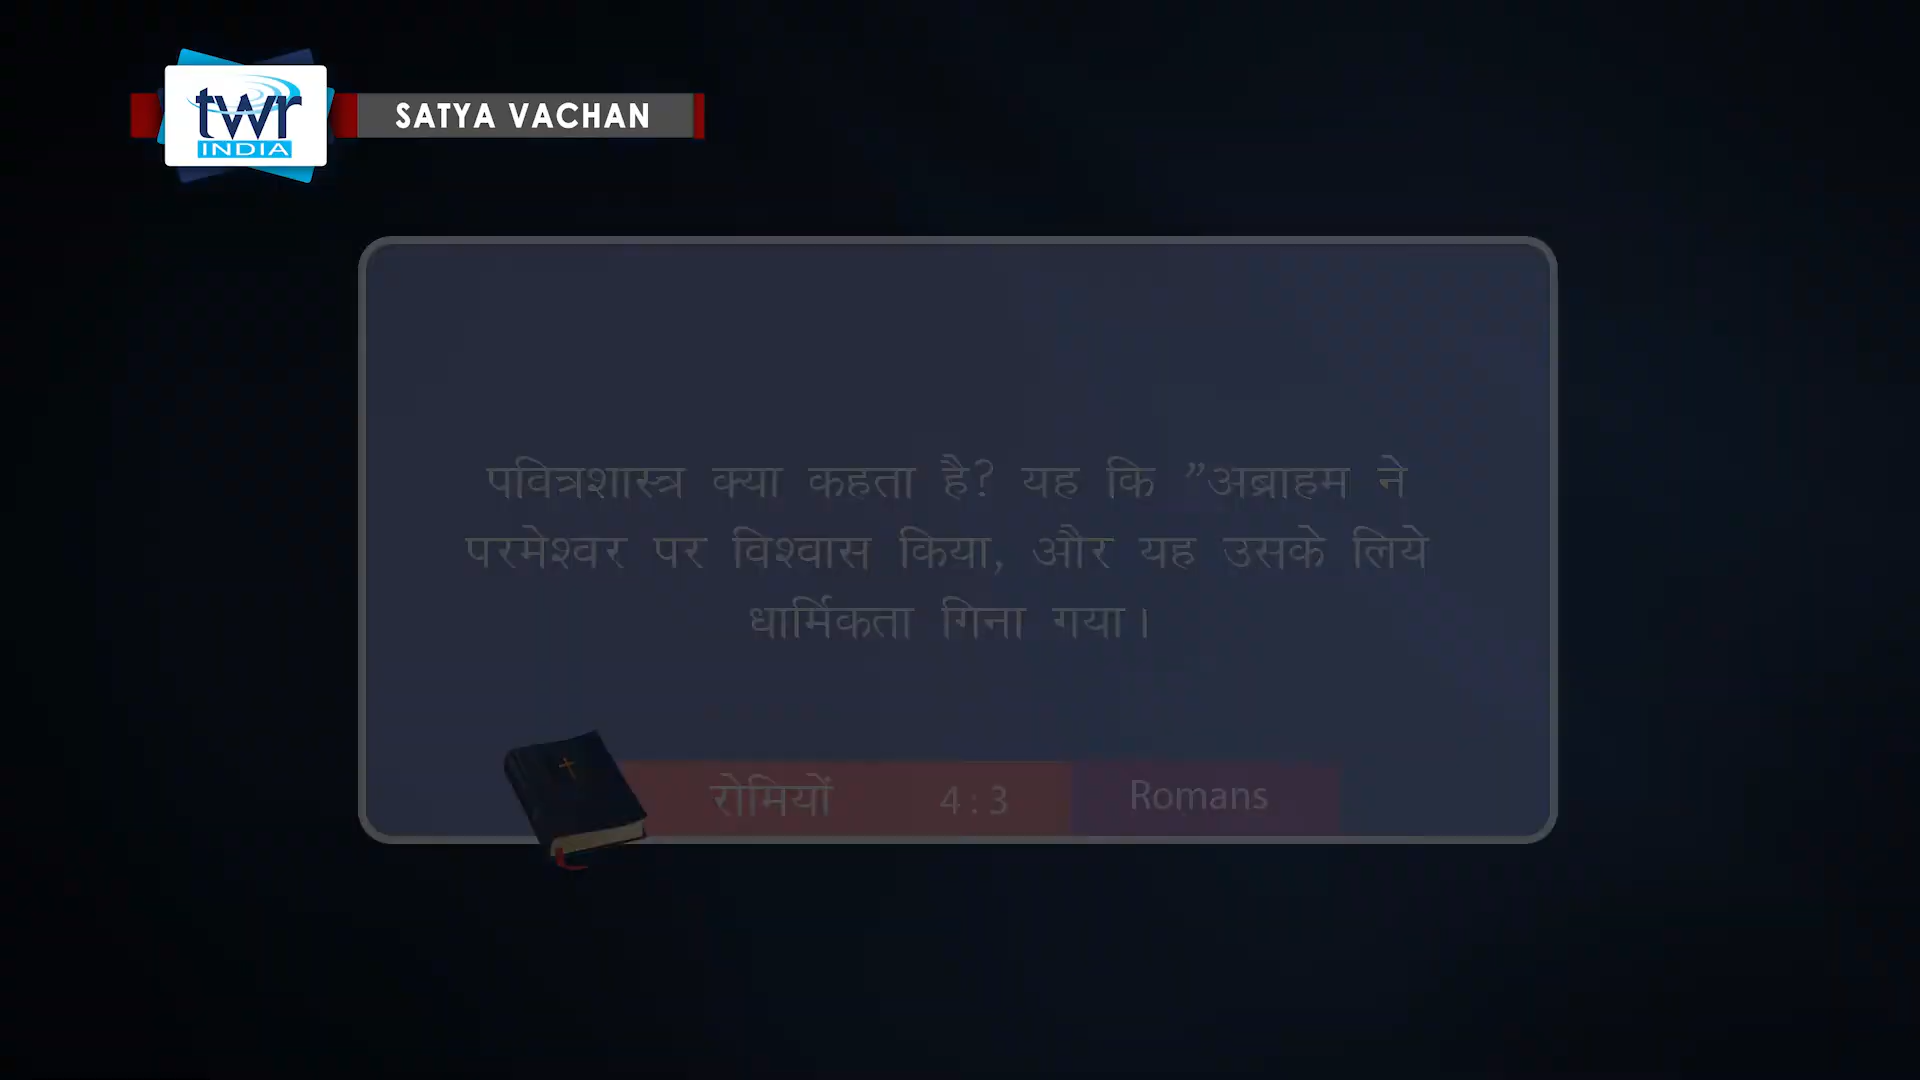 twr
INDIA
SATYA VACHAN
पवित्रशास्त्र क्या कहता है? यह कि ”अब्राहम ने
परमेश्वर पर विश्वास किया, और यह उसके लिये
धार्मिकता गिना गया।
रोमियों 4 : 3 Romans